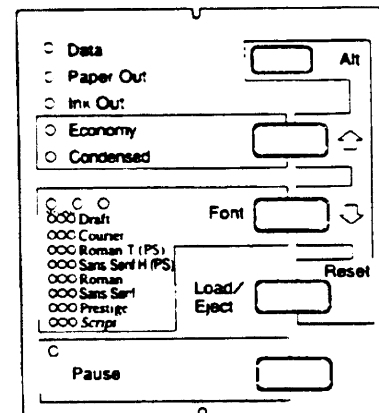 Data
Alt
Paper Out
Ink Out
Economy
Condensed
Font
Draft
Courier
Roman T (PS)
Sans Serif H (PS)
Roman
Sans Serif
Prestige
Script
Reset
Load/
Eject
Pause